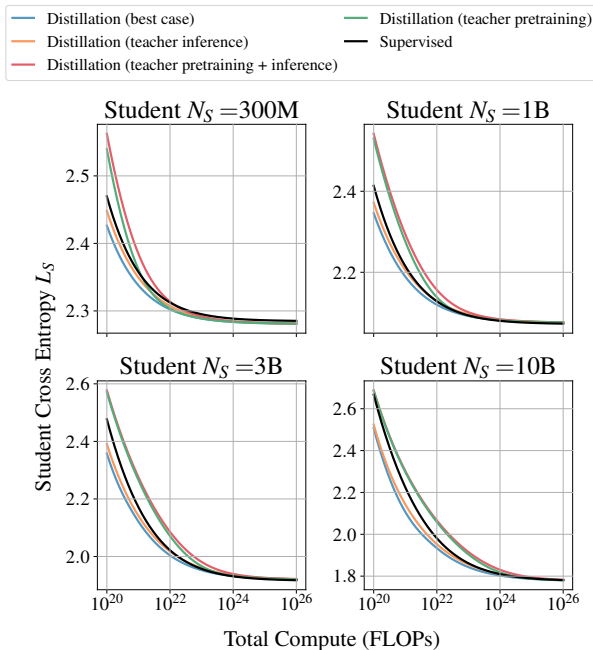 Distillation (best case)
Distillation (teacher inference)
Distillation (teacher pretraining + inference)
Distillation (teacher pretraining)
Supervised
Student N_S =300M
Student N_S =1B
2.5
2.4
2.3
2.4
2.2
Student N_S =3B
Student N_S =10B
2.6
2.4
2.2
2.0
2.6
2.4
2.2
2.0
1.8
10^20 10^22 10^24 10^26
10^20 10^22 10^24 10^26
Student Cross Entropy L_S
Total Compute (FLOPs)